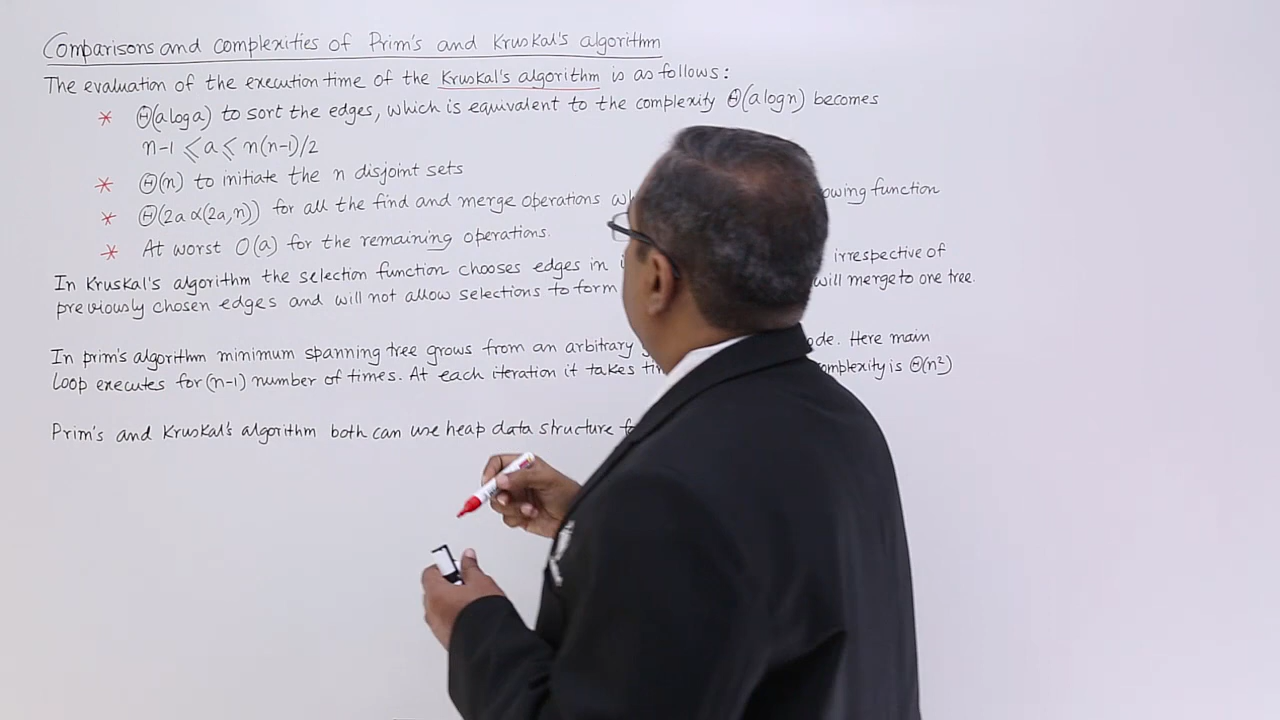 Comparisons and complexities of Prim's and Kruskal's algorithm
The evaluation of the execution time of the Kruskal's algorithm is as follows:
* Θ(a log a) to sort the edges, which is equivalent to the complexity Θ(a log n) becomes
n-1 ≤ a ≤ n(n-1)/2
* Θ(n) to initiate the n disjoint sets
* Θ(2a α(2a,n)) for all the find and merge operations function
* At worst O(a) for the remaining operations.
In Kruskal's algorithm the selection function chooses edges in irrespective of
previously chosen edges and will not allow selections to form will merge to one tree.
In prim's algorithm minimum spanning tree grows from an arbitrary Here main
loop executes for (n-1) number of times. At each iteration it takes is Θ(n²)
Prim's and Kruskal's algorithm both can use heap data structure